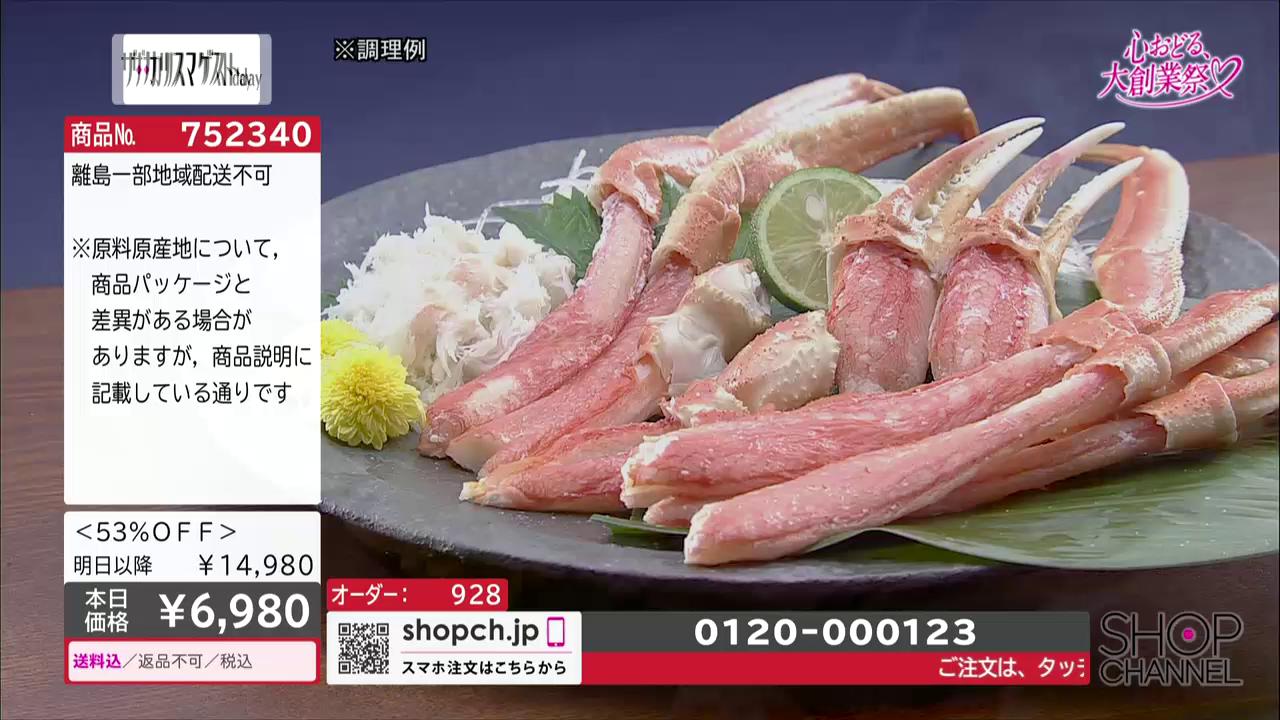 ※調理例
心おどる、
大創業祭
商品No. 752340
離島一部地域配送不可
※原料原産地について，
商品パッケージと
差異がある場合が
ありますが，商品説明に
記載している通りです
＜53％OFF＞
明日以降 ￥14,980
本日
価格 ￥6,980
送料込／返品不可／税込
オーダー： 928
shopch.jp
スマホ注文はこちらから
0120-000123
ご注文は、タッ
SHOP
CHANNEL